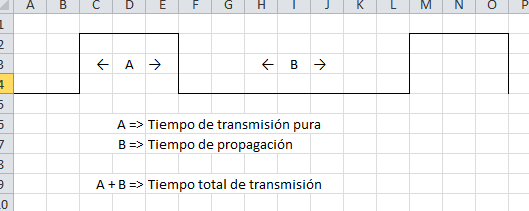 A B C D E F G H I J K L M N O P
1
2
3 ← A → ← B →
4
5
6 A => Tiempo de transmisión pura
7 B => Tiempo de propagación
8
9 A + B => Tiempo total de transmisión
10